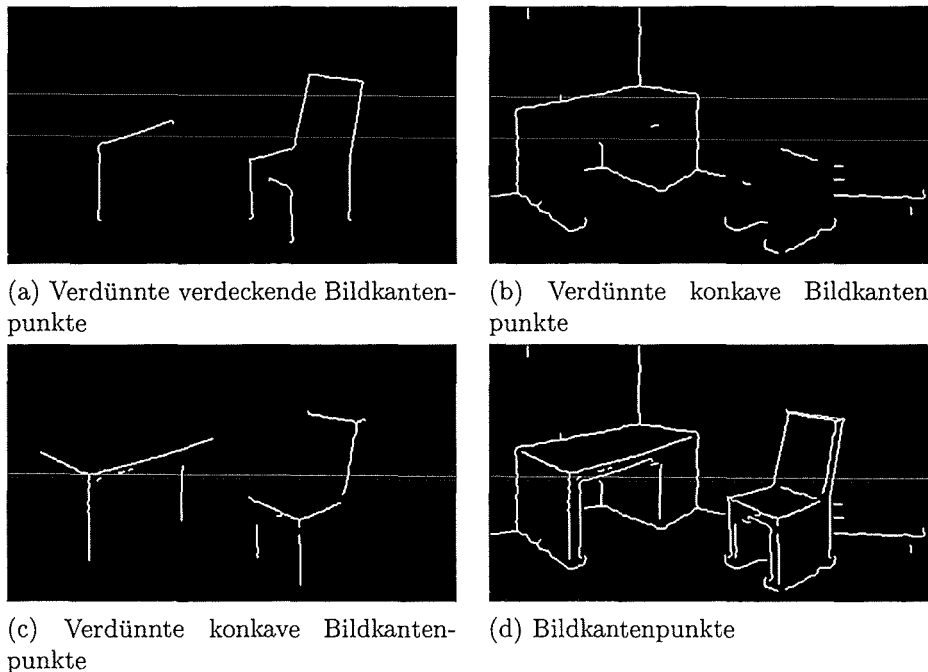 (a) Verdünnte verdeckende Bildkanten-
punkte
(b) Verdünnte konkave Bildkanten
punkte
(c) Verdünnte konkave Bildkanten-
punkte
(d) Bildkantenpunkte